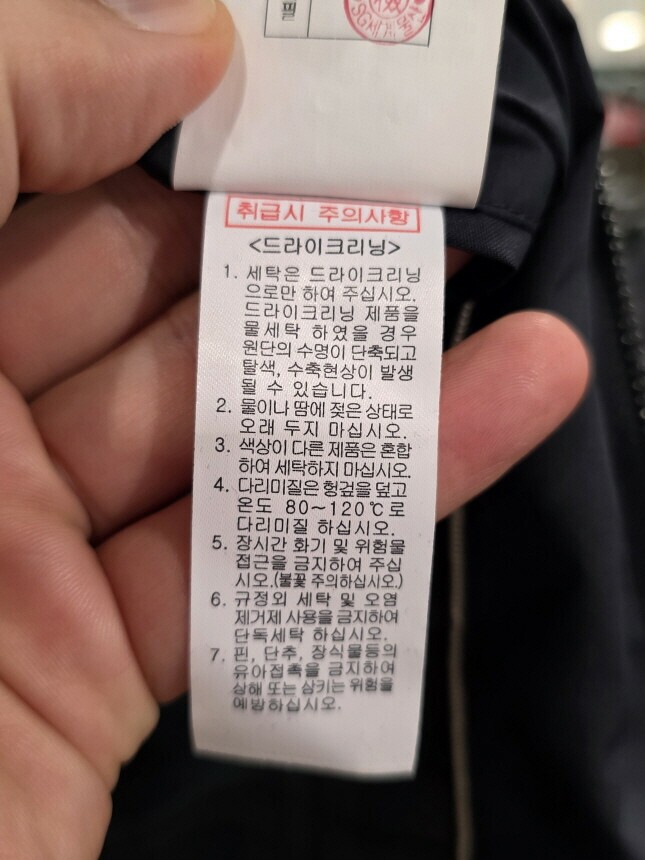 필
SG세계물산
취급시 주의사항
<드라이크리닝>
1. 세탁은 드라이크리닝
으로만 하여 주십시오.
드라이크리닝 제품을
물세탁 하였을 경우
원단의 수명이 단축되고
탈색, 수축현상이 발생
될 수 있습니다.
2. 물이나 땀에 젖은 상태로
오래 두지 마십시오.
3. 색상이 다른 제품은 혼합
하여 세탁하지 마십시오.
4. 다리미질은 헝겊을 덮고
온도 80~120℃로
다리미질 하십시오.
5. 장시간 화기 및 위험물
접근을 금지하여 주십
시오.(불꽃 주의하십시오.)
6. 규정외 세탁 및 오염
제거제 사용을 금지하여
단독세탁 하십시오.
7. 핀, 단추, 장식물등의
유아접촉을 금지하여
상해 또는 삼키는 위험을
예방하십시오.